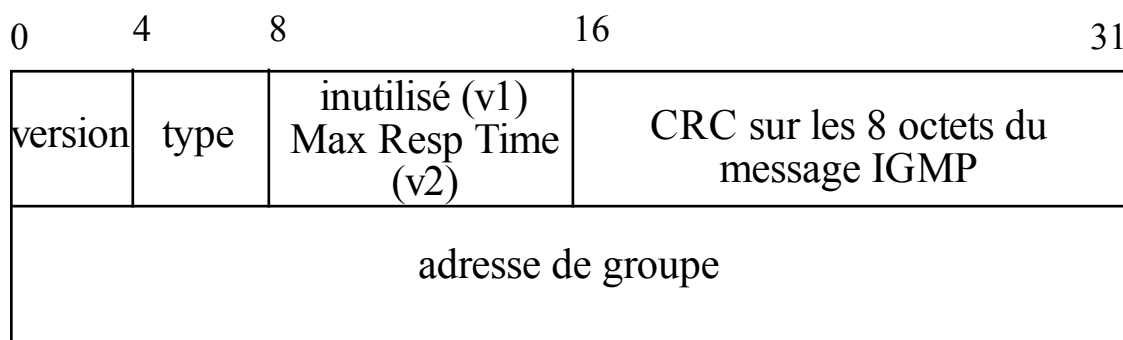 0 4 8 16 31
version type
inutilisé (v1)
Max Resp Time
(v2)
CRC sur les 8 octets du
message IGMP
adresse de groupe